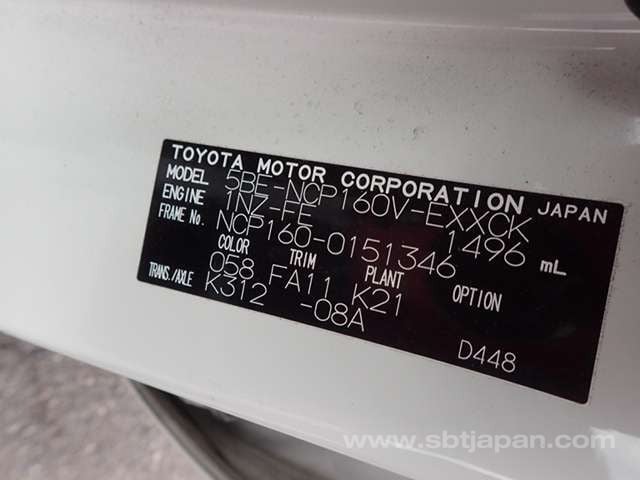 TOYOTA MOTOR CORPORATION JAPAN
MODEL 5BE-NCP160V-EXXCK
ENGINE 1NZ-FE 1496 mL
FRAME No. NCP160-0151346
COLOR TRIM PLANT OPTION
058 FA11 K21
TRANS./AXLE K312 -08A
D448
www.sbtjapan.com